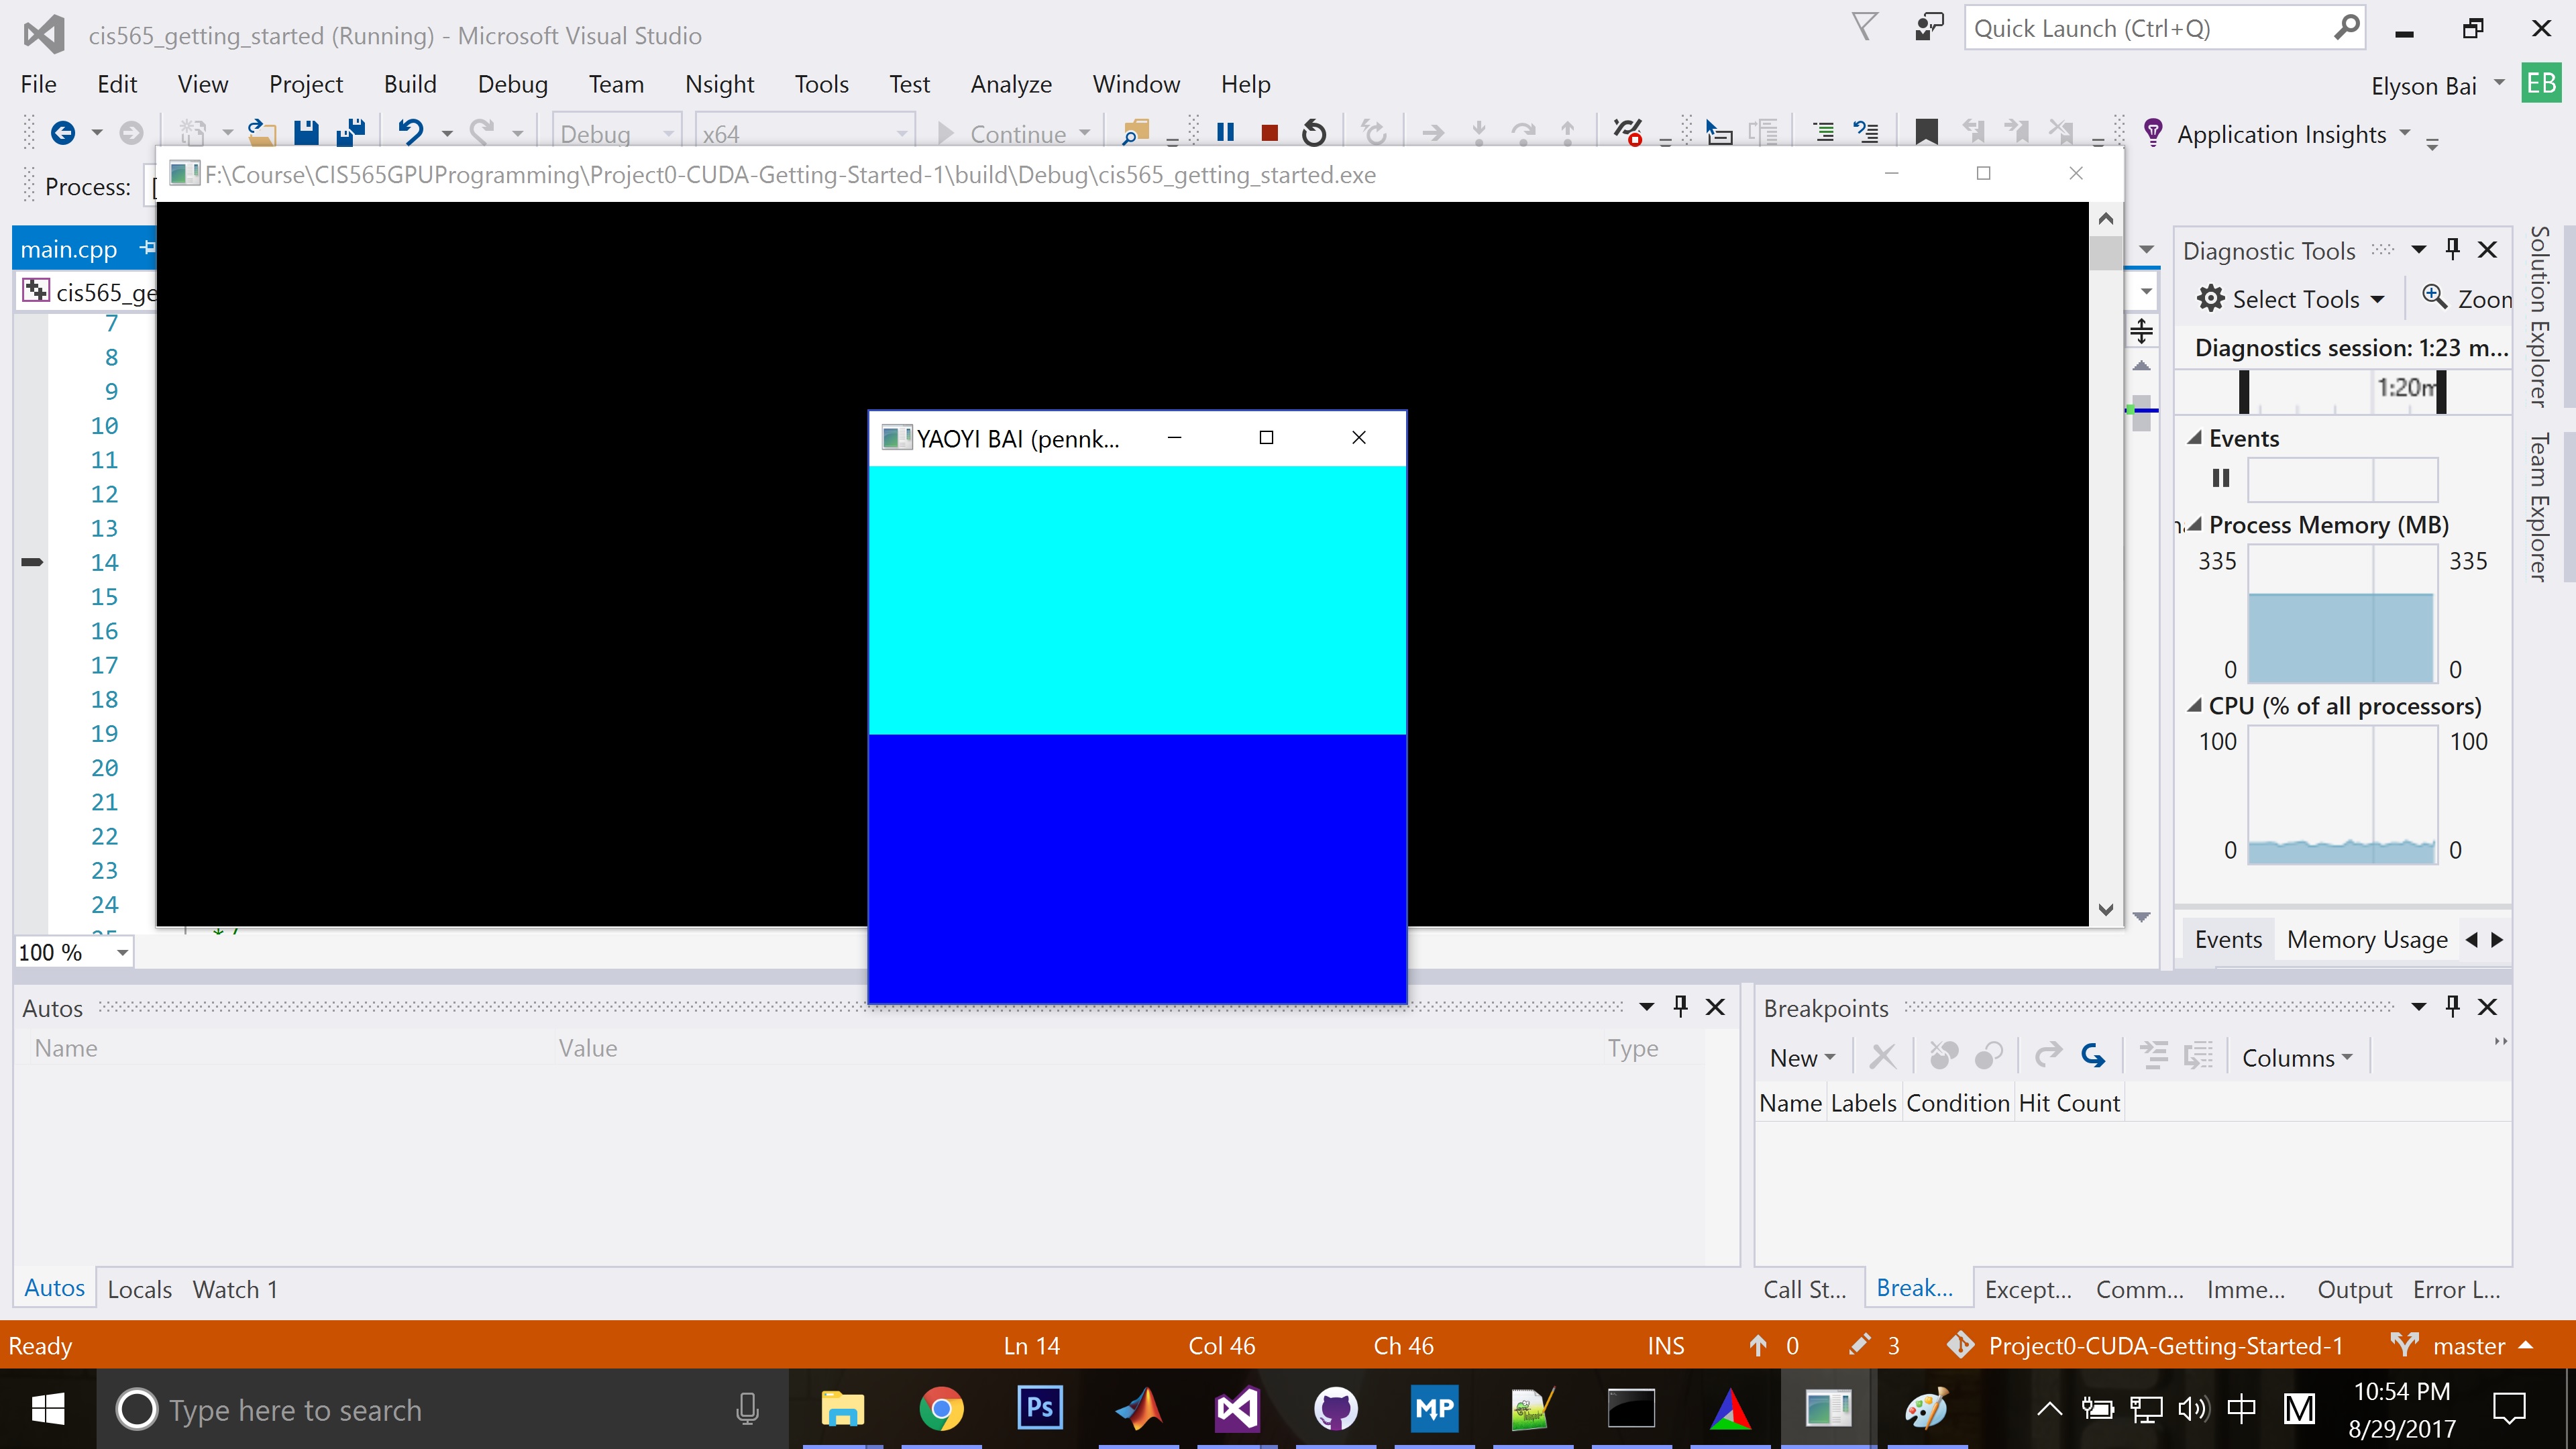 cis565_getting_started (Running) - Microsoft Visual Studio
Quick Launch (Ctrl+Q)
File Edit View Project Build Debug Team Nsight Tools Test Analyze Window Help
Elyson Bai EB
Debug x64 Continue Application Insights
Process:
F:\Course\CIS565GPUProgramming\Project0-CUDA-Getting-Started-1\build\Debug\cis565_getting_started.exe
main.cpp
cis565_ge
7
8
9
10
11
12
13
14
15
16
17
18
19
20
21
22
23
24
*/
100 %
YAOYI BAI (pennk...
Diagnostic Tools
Select Tools Zoon
Diagnostics session: 1:23 m...
1:20m
Events
Process Memory (MB)
335 335
0 0
CPU (% of all processors)
100 100
0 0
Events Memory Usage
Solution Explorer
Team Explorer
Autos
Name Value Type
Autos Locals Watch 1
Breakpoints
New Columns
Name Labels Condition Hit Count
Call St... Break... Except... Comm... Imme... Output Error L...
Ready Ln 14 Col 46 Ch 46 INS 0 3 Project0-CUDA-Getting-Started-1 master
Type here to search
Ps
MP
中
M
10:54 PM
8/29/2017